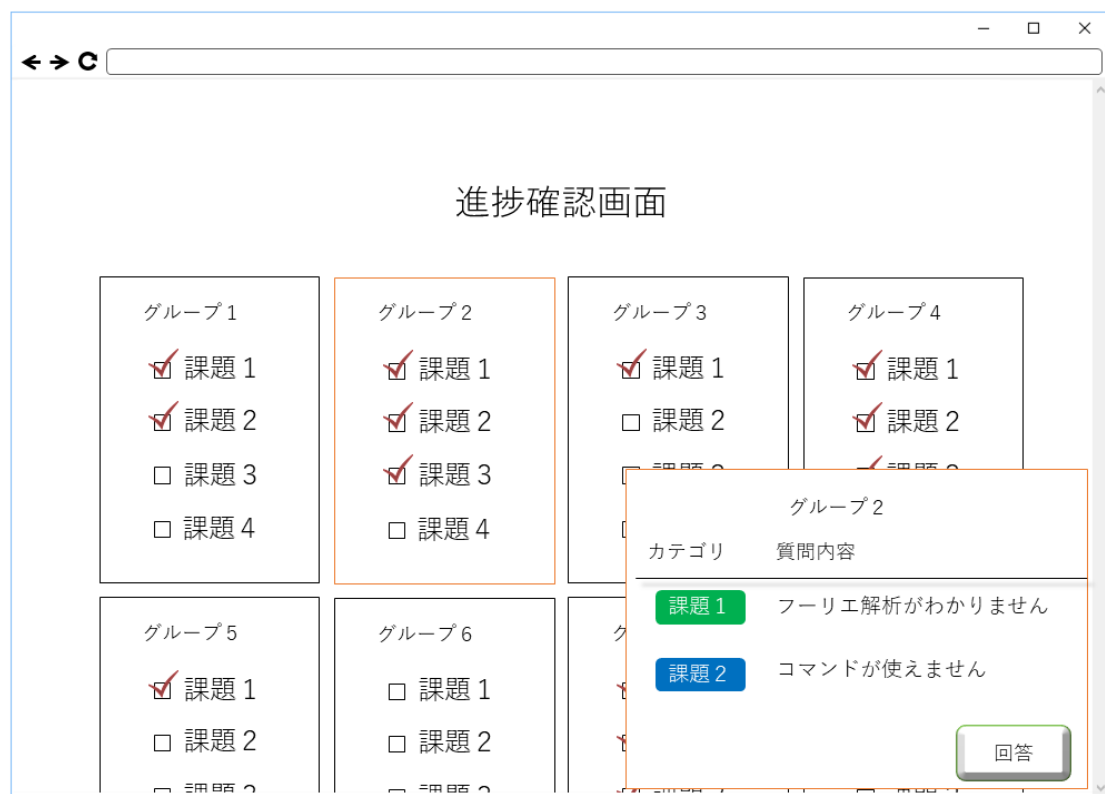 進捗確認画面
グループ1
課題1
課題2
課題3
課題4
グループ2
課題1
課題2
課題3
課題4
グループ3
課題1
課題2
グループ4
課題1
課題2
グループ2
カテゴリ 質問内容
課題1 フーリエ解析がわかりません
課題2 コマンドが使えません
回答
グループ5
課題1
課題2
グループ6
課題1
課題2